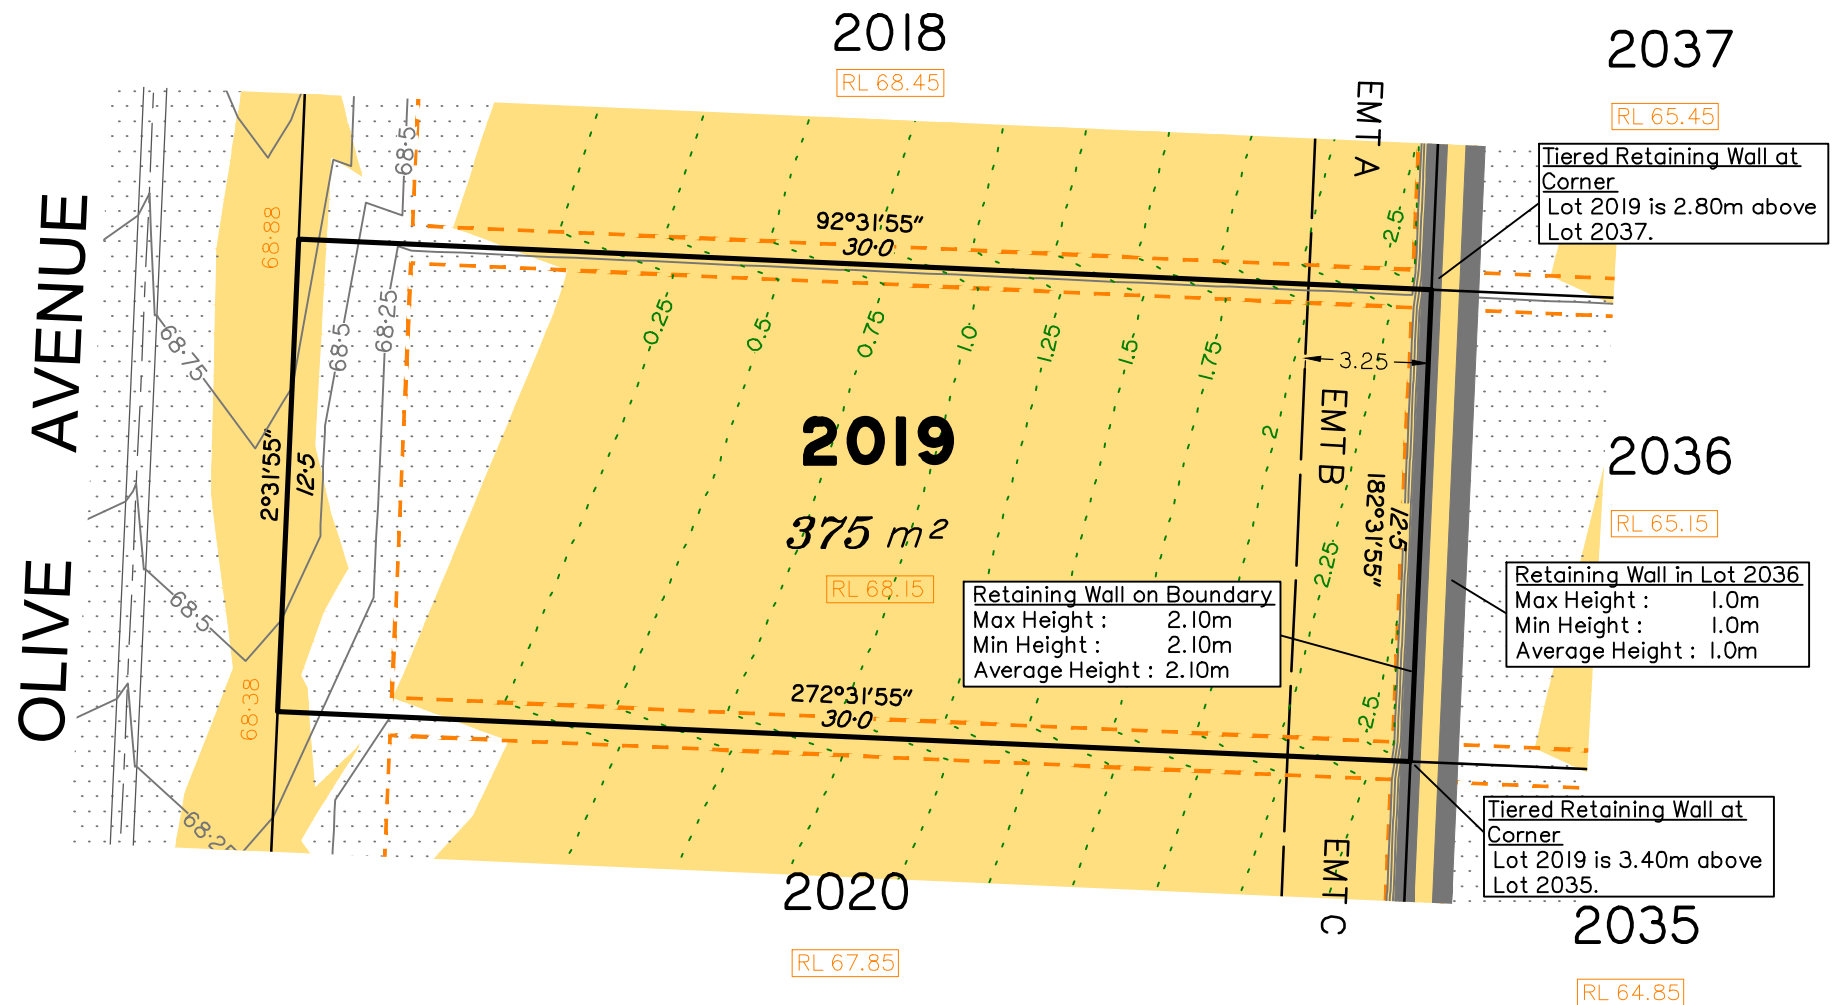 2018
RL 68.45
2037
RL 65.45
EMT A
Tiered Retaining Wall at
Corner
Lot 2019 is 2.80m above
Lot 2037.
OLIVE AVENUE
68.88
68·5
92°31'55"
30·0
2.5
68·75
68·5
68·25
0.25
0.5
0.75
1.0
1.25
1.5
1.75
2
2.25
2.5
3.25
EMT B
2019
375 m²
RL 68.15
2°31'55"
12·5
182°31'55"
12·5
2036
RL 65.15
Retaining Wall on Boundary
Max Height : 2.10m
Min Height : 2.10m
Average Height : 2.10m
Retaining Wall in Lot 2036
Max Height : 1.0m
Min Height : 1.0m
Average Height : 1.0m
68·5
68.38
272°31'55"
30·0
68·25
Tiered Retaining Wall at
Corner
Lot 2019 is 3.40m above
Lot 2035.
EMT C
2020
RL 67.85
2035
RL 64.85